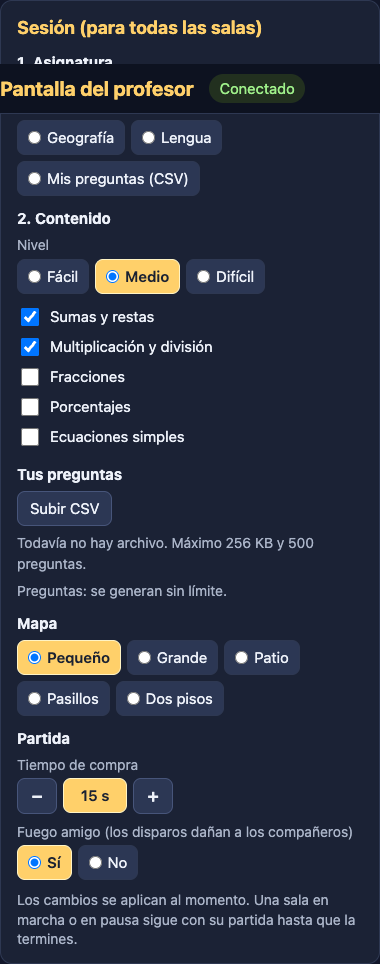 Sesión (para todas las salas)
1. Asignatura
Pantalla del profesor Conectado
Geografía Lengua
Mis preguntas (CSV)
2. Contenido
Nivel
Fácil Medio Difícil
Sumas y restas
Multiplicación y división
Fracciones
Porcentajes
Ecuaciones simples
Tus preguntas
Subir CSV
Todavía no hay archivo. Máximo 256 KB y 500
preguntas.
Preguntas: se generan sin límite.
Mapa
Pequeño Grande Patio
Pasillos Dos pisos
Partida
Tiempo de compra
− 15 s +
Fuego amigo (los disparos dañan a los compañeros)
Sí No
Los cambios se aplican al momento. Una sala en
marcha o en pausa sigue con su partida hasta que la
termines.